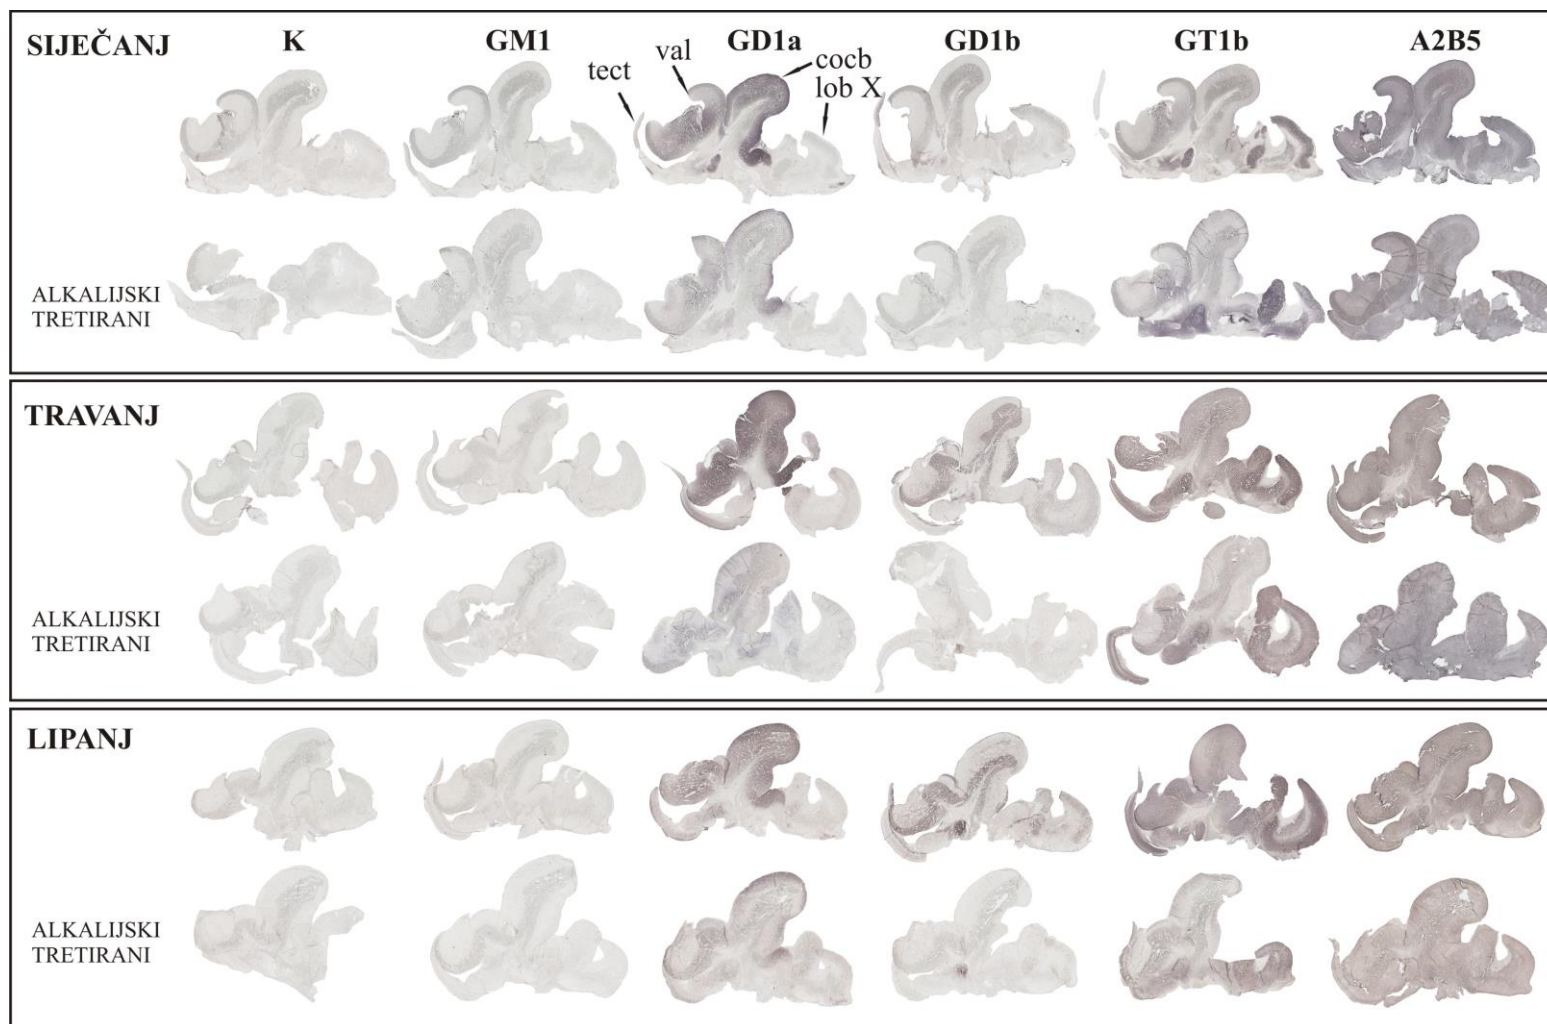 SIJEČANJ
K
GM1
GD1a
GD1b
GT1b
A2B5
tect
val
cocb
lob X
ALKALIJSKI
TRETIRANI
TRAVANJ
ALKALIJSKI
TRETIRANI
LIPANJ
ALKALIJSKI
TRETIRANI